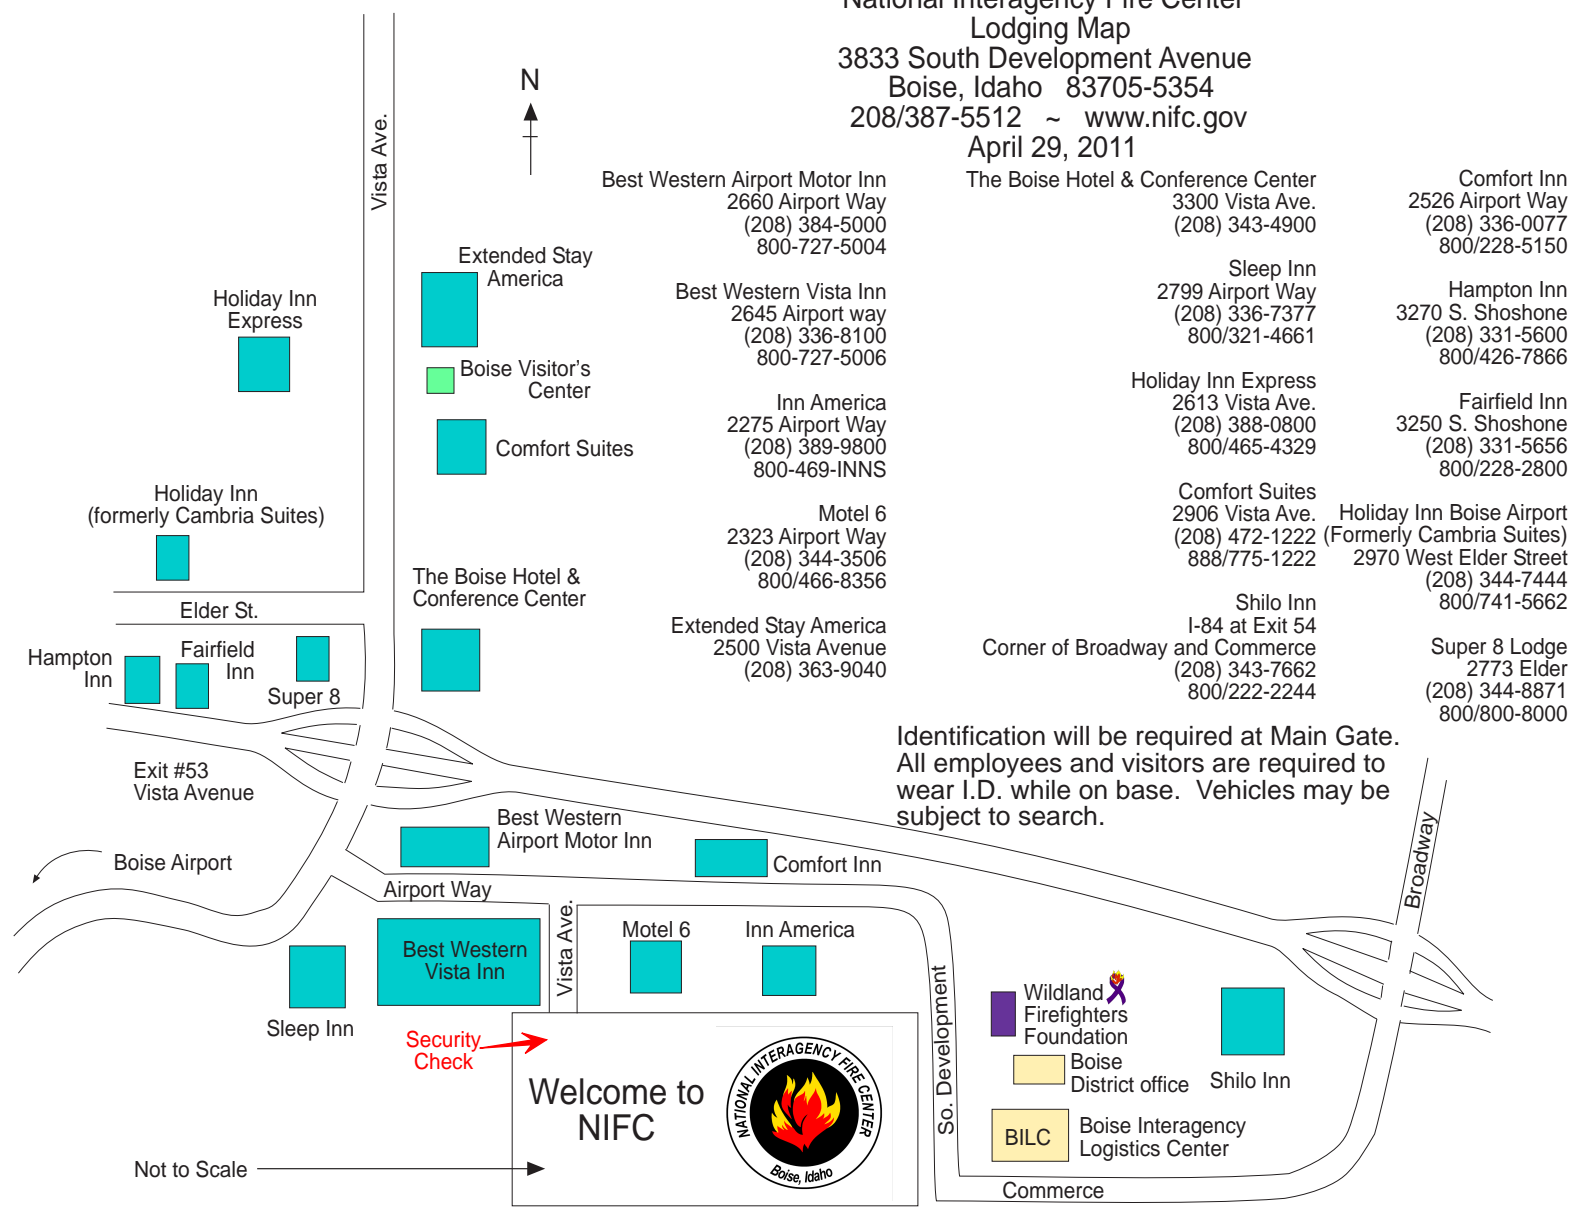 National Interagency Fire Center
Lodging Map
3833 South Development Avenue
Boise, Idaho 83705-5354
208/387-5512 ~ www.nifc.gov
April 29, 2011
N
Vista Ave.
Best Western Airport Motor Inn
2660 Airport Way
(208) 384-5000
800-727-5004
Best Western Vista Inn
2645 Airport way
(208) 336-8100
800-727-5006
Inn America
2275 Airport Way
(208) 389-9800
800-469-INNS
Motel 6
2323 Airport Way
(208) 344-3506
800/466-8356
Extended Stay America
2500 Vista Avenue
(208) 363-9040
The Boise Hotel & Conference Center
3300 Vista Ave.
(208) 343-4900
Sleep Inn
2799 Airport Way
(208) 336-7377
800/321-4661
Holiday Inn Express
2613 Vista Ave.
(208) 388-0800
800/465-4329
Comfort Suites
2906 Vista Ave.
(208) 472-1222
888/775-1222
Shilo Inn
I-84 at Exit 54
Corner of Broadway and Commerce
(208) 343-7662
800/222-2244
Comfort Inn
2526 Airport Way
(208) 336-0077
800/228-5150
Hampton Inn
3270 S. Shoshone
(208) 331-5600
800/426-7866
Fairfield Inn
3250 S. Shoshone
(208) 331-5656
800/228-2800
Holiday Inn Boise Airport
(Formerly Cambria Suites)
2970 West Elder Street
(208) 344-7444
800/741-5662
Super 8 Lodge
2773 Elder
(208) 344-8871
800/800-8000
Identification will be required at Main Gate.
All employees and visitors are required to
wear I.D. while on base. Vehicles may be
subject to search.
Extended Stay
America
Holiday Inn
Express
Boise Visitor's
Center
Comfort Suites
Holiday Inn
(formerly Cambria Suites)
The Boise Hotel &
Conference Center
Elder St.
Hampton
Inn
Fairfield
Inn
Super 8
Exit #53
Vista Avenue
Best Western
Airport Motor Inn
Comfort Inn
Boise Airport
Airport Way
Broadway
Best Western
Vista Inn
Vista Ave.
Motel 6
Inn America
Sleep Inn
Security
Check
Welcome to
NIFC
NATIONAL INTERAGENCY FIRE CENTER
Boise, Idaho
So. Development
Wildland
Firefighters
Foundation
Boise
District office
Shilo Inn
BILC
Boise Interagency
Logistics Center
Not to Scale
Commerce